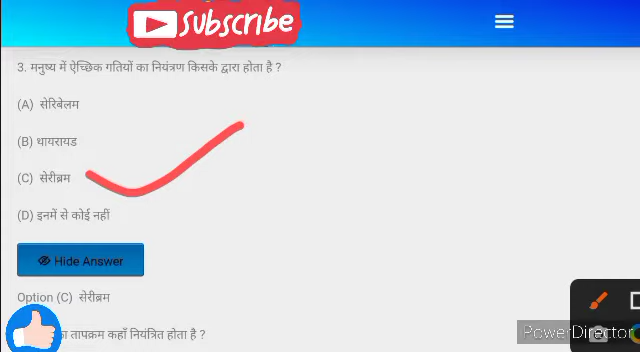 Subscribe
3. मनुष्य में ऐच्छिक गतियों का नियंत्रण किसके द्वारा होता है ?
(A) सेरिबेलम
(B) थायरायड
(C) सेरीब्रम
(D) इनमें से कोई नहीं
Hide Answer
Option (C) सेरीब्रम
का तापक्रम कहाँ नियंत्रित होता है ?
PowerDirector